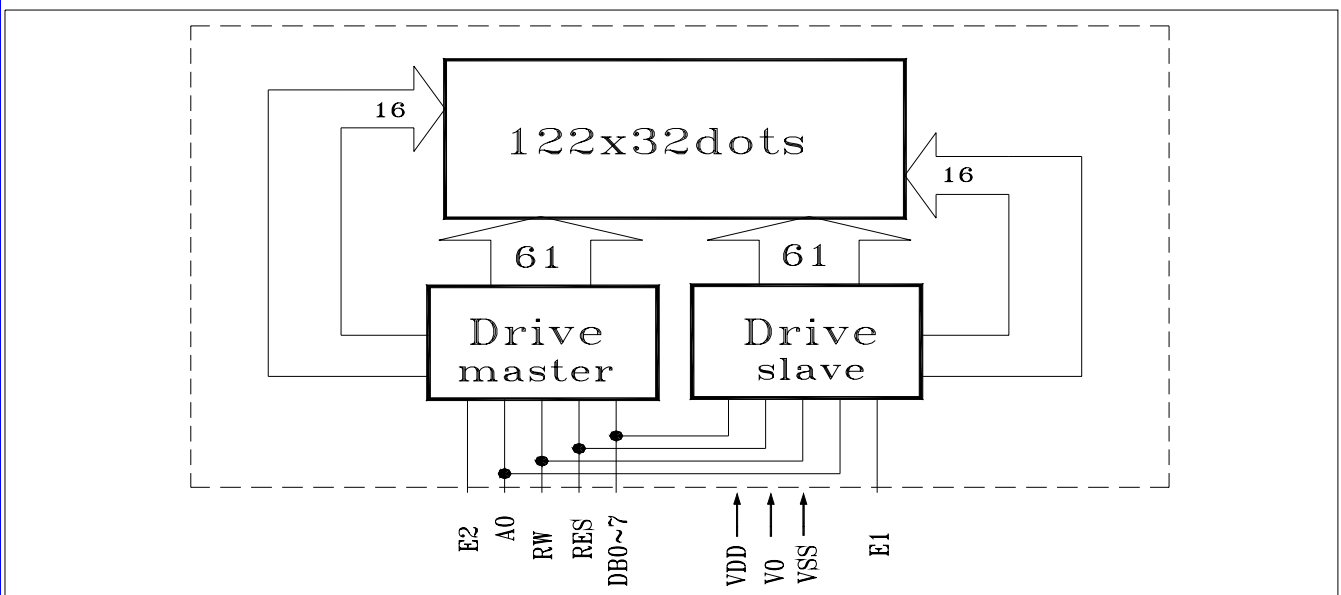 16
122x32dots
16
61
61
Drive
master
Drive
slave
E2
A0
RW
RES
DB0~7
VDD
V0
VSS
E1